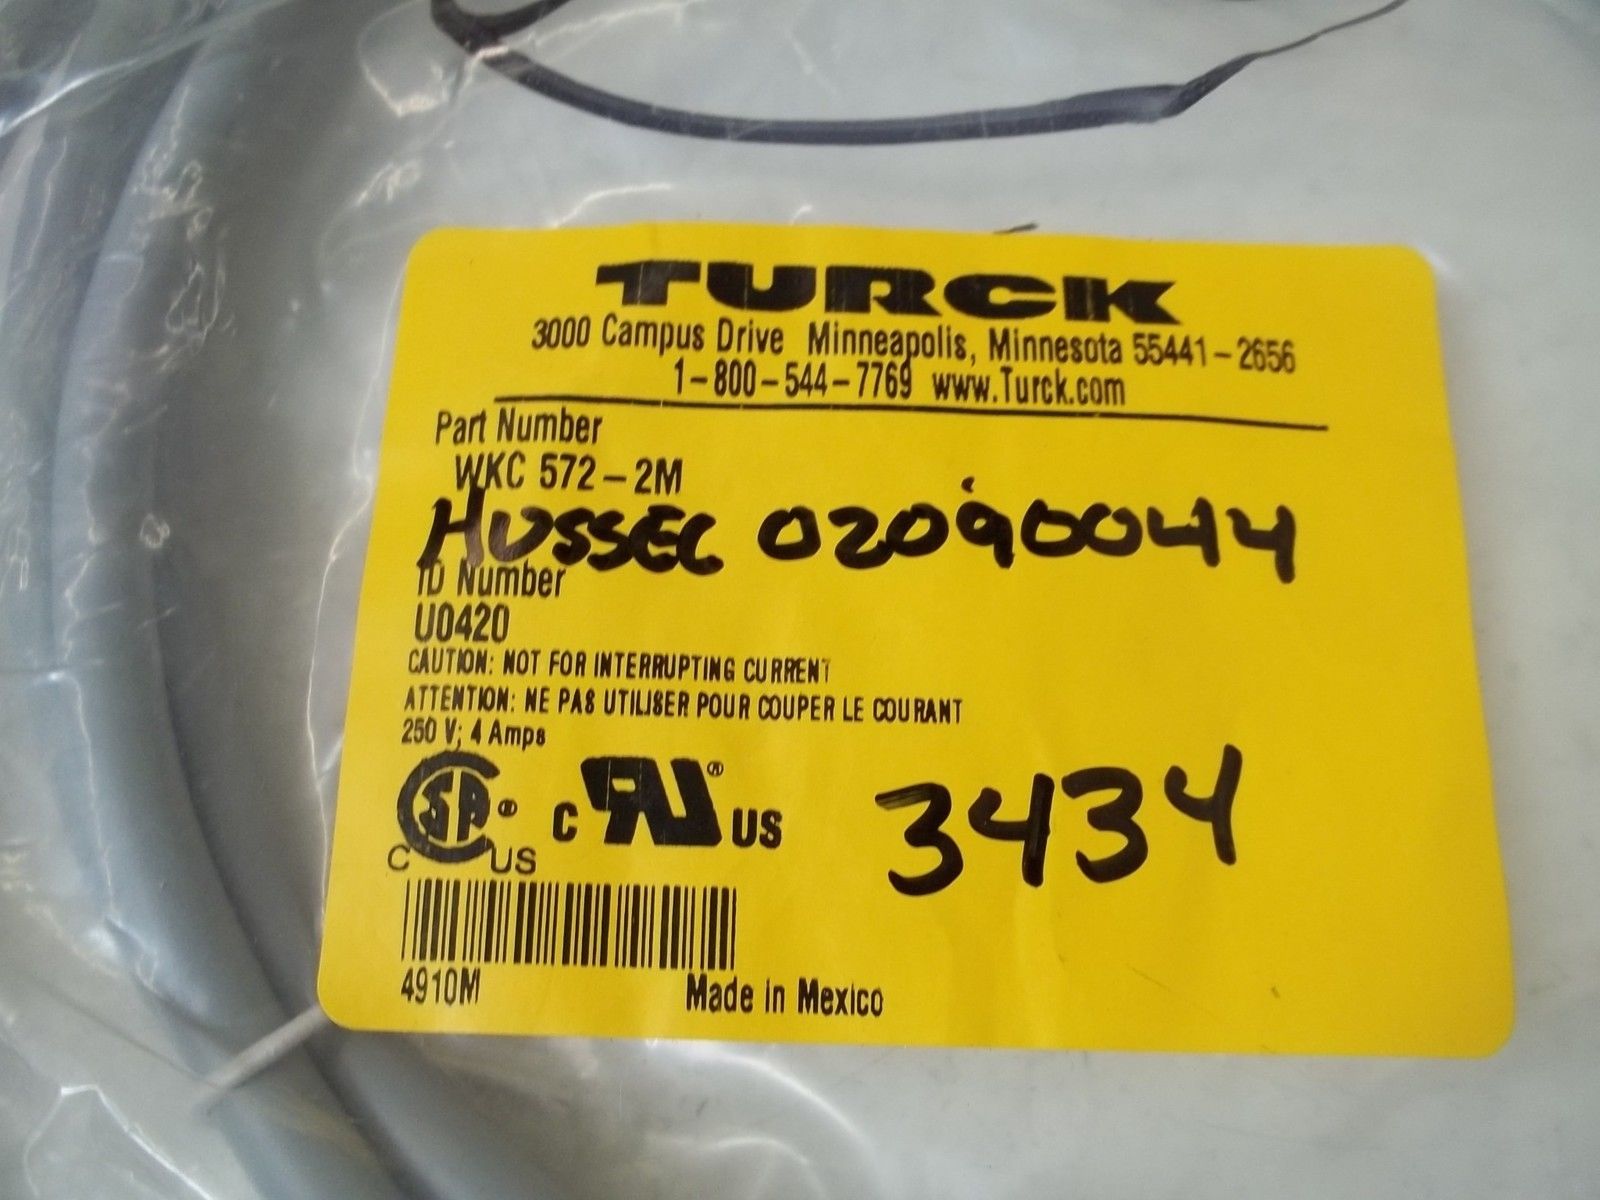 TURCK
3000 Campus Drive Minneapolis, Minnesota 55441-2656
1-800-544-7769 www.Turck.com
Part Number
WKC 572-2M
HUSSEC 02090044
ID Number
U0420
CAUTION: NOT FOR INTERRUPTING CURRENT
ATTENTION: NE PAS UTILISER POUR COUPER LE COURANT
250 V; 4 Amps
CSA ® C US
C UR ® US
3434
4910M Made in Mexico